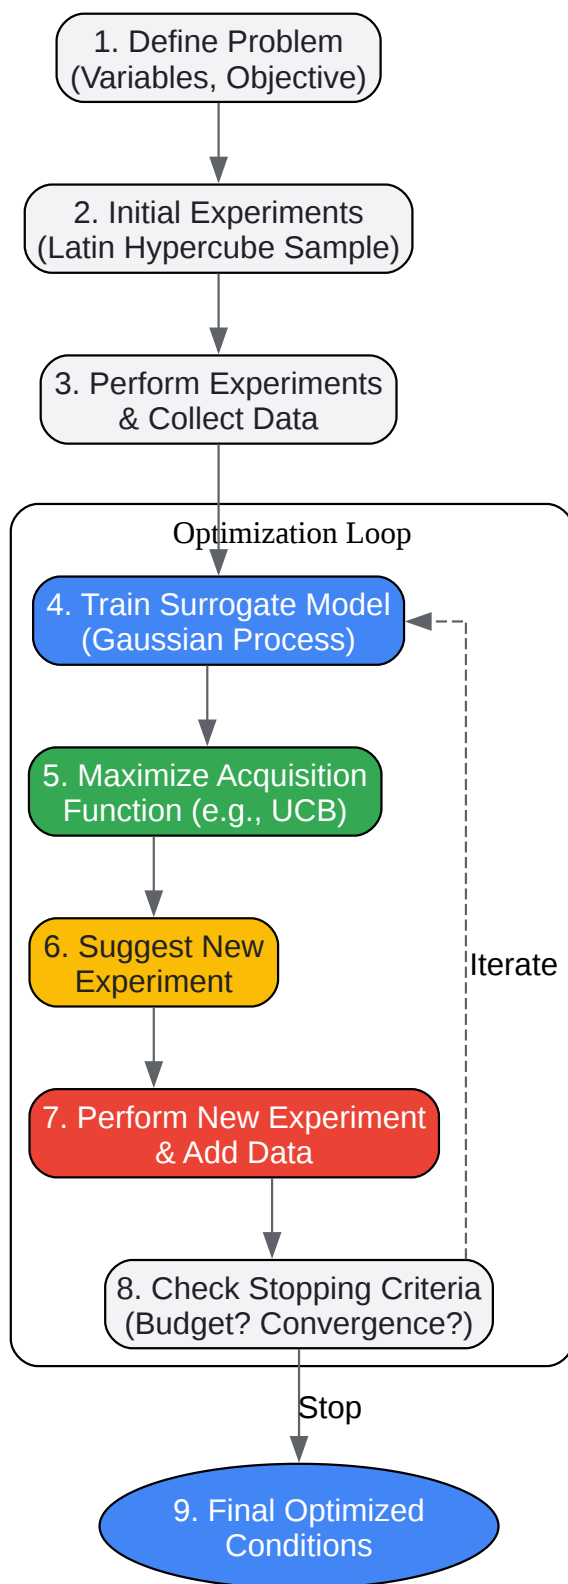 1. Define Problem
(Variables, Objective)
2. Initial Experiments
(Latin Hypercube Sample)
3. Perform Experiments
& Collect Data
Optimization Loop
4. Train Surrogate Model
(Gaussian Process)
5. Maximize Acquisition
Function (e.g., UCB)
6. Suggest New
Experiment
Iterate
7. Perform New Experiment
& Add Data
8. Check Stopping Criteria
(Budget? Convergence?)
Stop
9. Final Optimized
Conditions